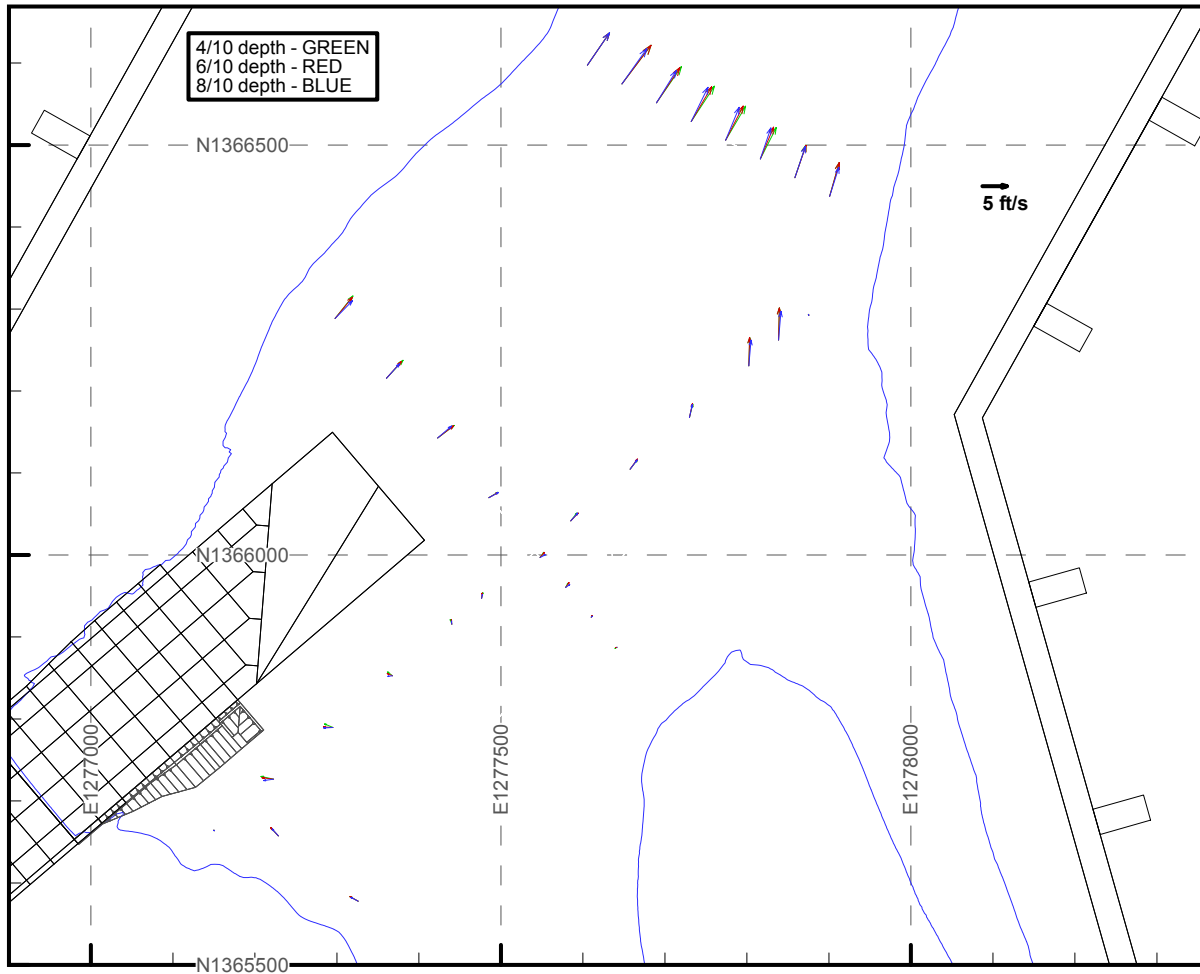 4/10 depth - GREEN
6/10 depth - RED
8/10 depth - BLUE
N1366500
5 ft/s
N1366000
E1277000
E1277500
E1278000
N1365500